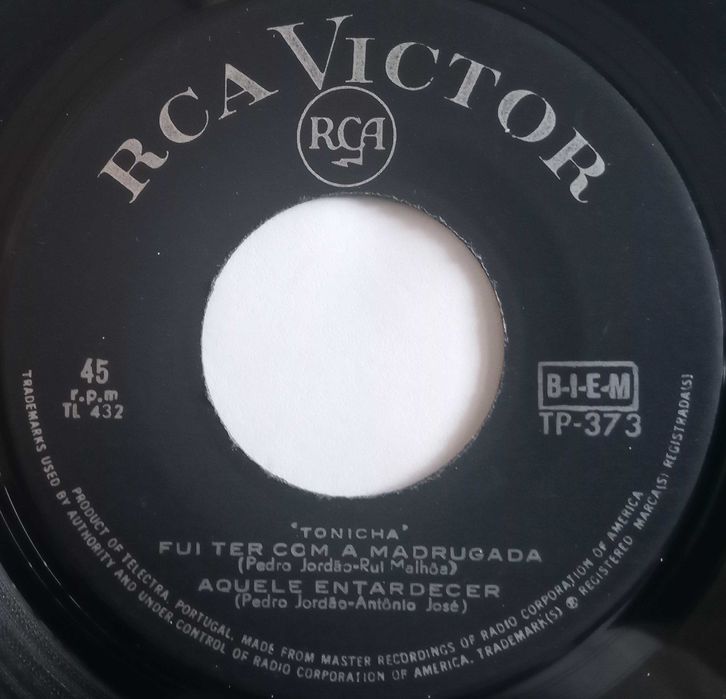 RCA VICTOR
RCA
45
r.p.m
TL 432
B-I-E-M
TP-373
"TONICHA"
FUI TER COM A MADRUGADA
(Pedro Jordão-Rui Malhôa)
AQUELE ENTARDECER
(Pedro Jordão-Antônio José)
PRODUCT OF TELECTRA, PORTUGAL, MADE FROM MASTER RECORDINGS OF RADIO CORPORATION OF AMERICA
TRADEMARKS USED BY AUTHORITY AND UNDER CONTROL OF RADIO CORPORATION OF AMERICA. TRADEMARK(S) ® REGISTERED MARCA(S) REGISTRADA(S)